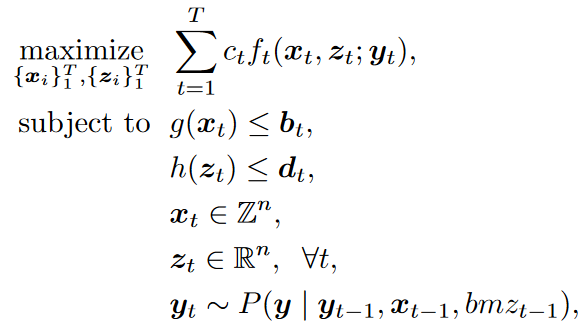 maximize_{{x_i}_1^T,{z_i}_1^T} \sum_{t=1}^{T} c_t f_t(x_t, z_t; y_t),
subject to g(x_t) ≤ b_t,
h(z_t) ≤ d_t,
x_t ∈ ℤ^n,
z_t ∈ ℝ^n, ∀t,
y_t ∼ P(y | y_{t−1}, x_{t−1}, bmz_{t−1}),